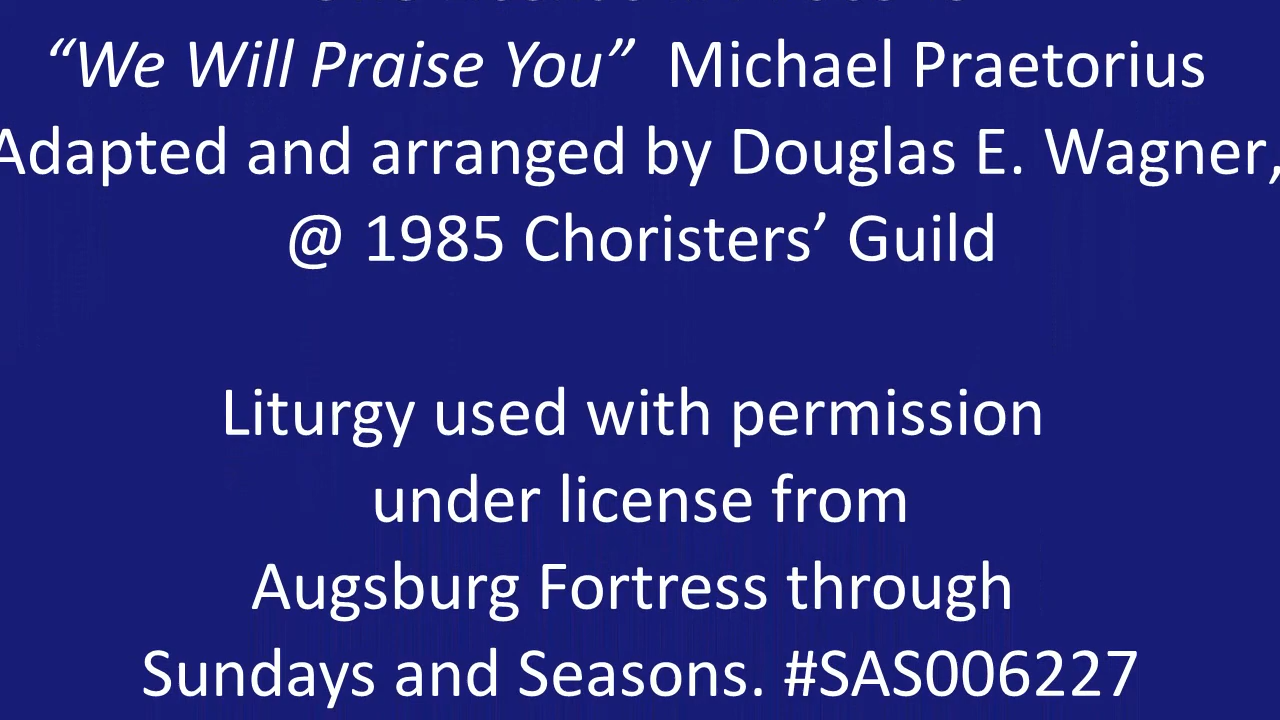 “We Will Praise You” Michael Praetorius
Adapted and arranged by Douglas E. Wagner,
@ 1985 Choristers’ Guild
Liturgy used with permission
under license from
Augsburg Fortress through
Sundays and Seasons. #SAS006227